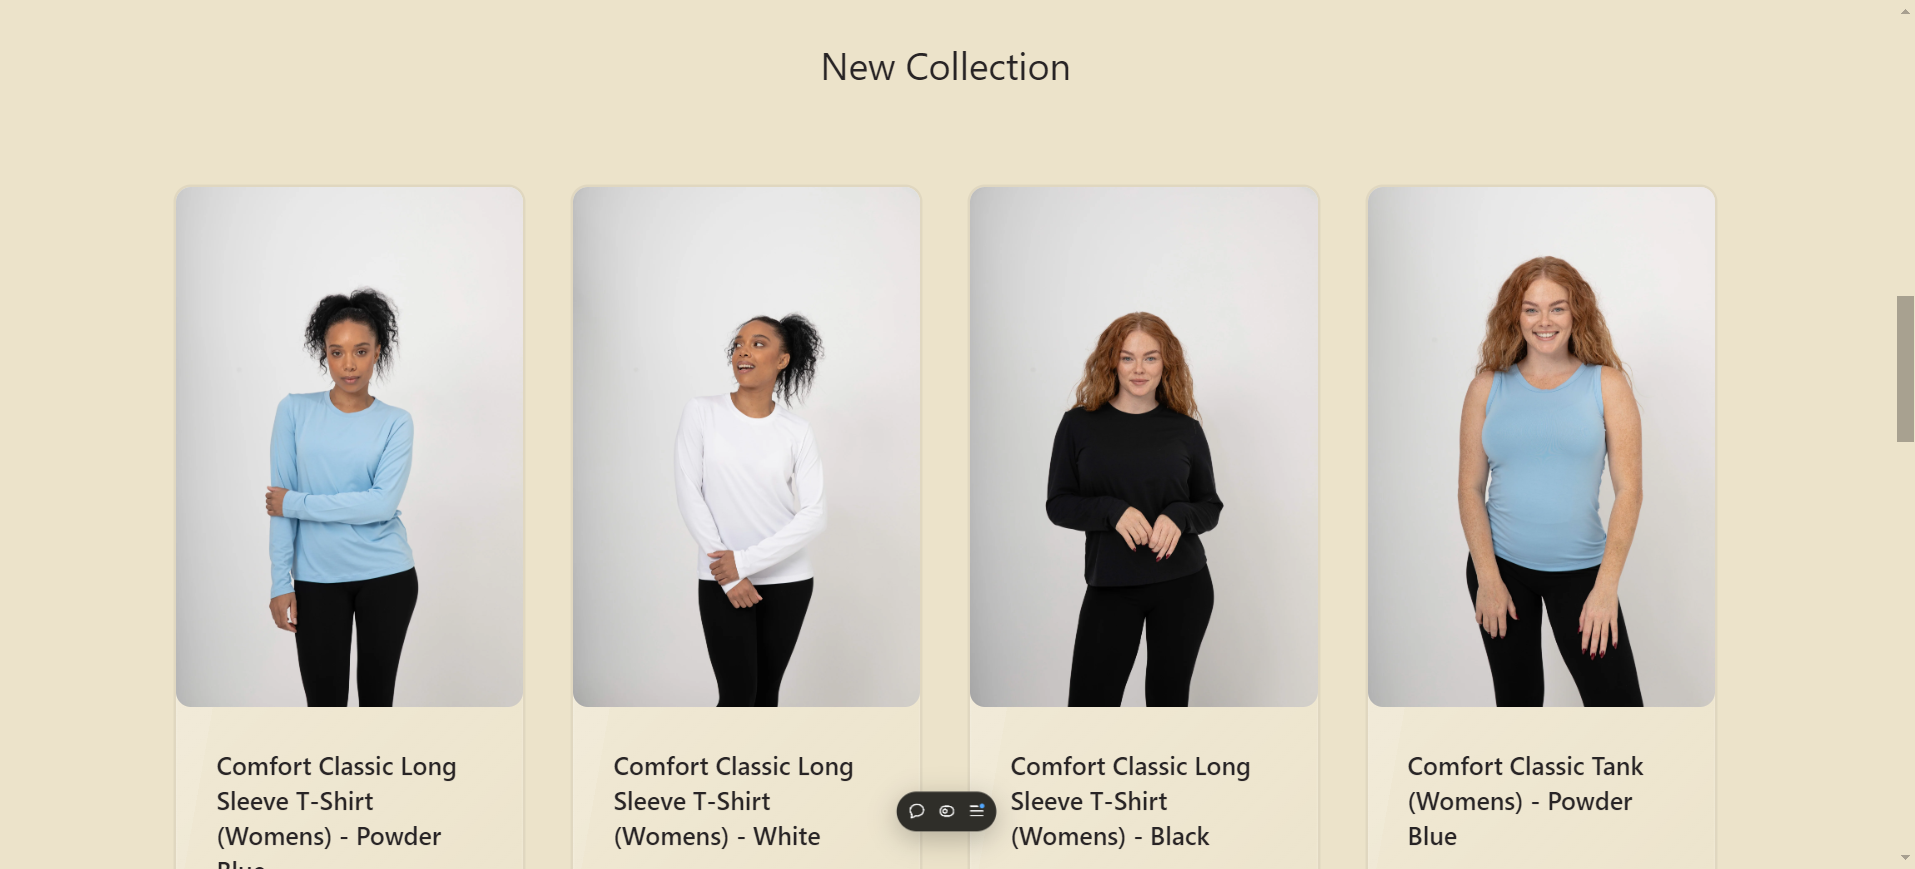 New Collection
Comfort Classic Long
Sleeve T-Shirt
(Womens) - Powder
Blue
Comfort Classic Long
Sleeve T-Shirt
(Womens) - White
Comfort Classic Long
Sleeve T-Shirt
(Womens) - Black
Comfort Classic Tank
(Womens) - Powder
Blue